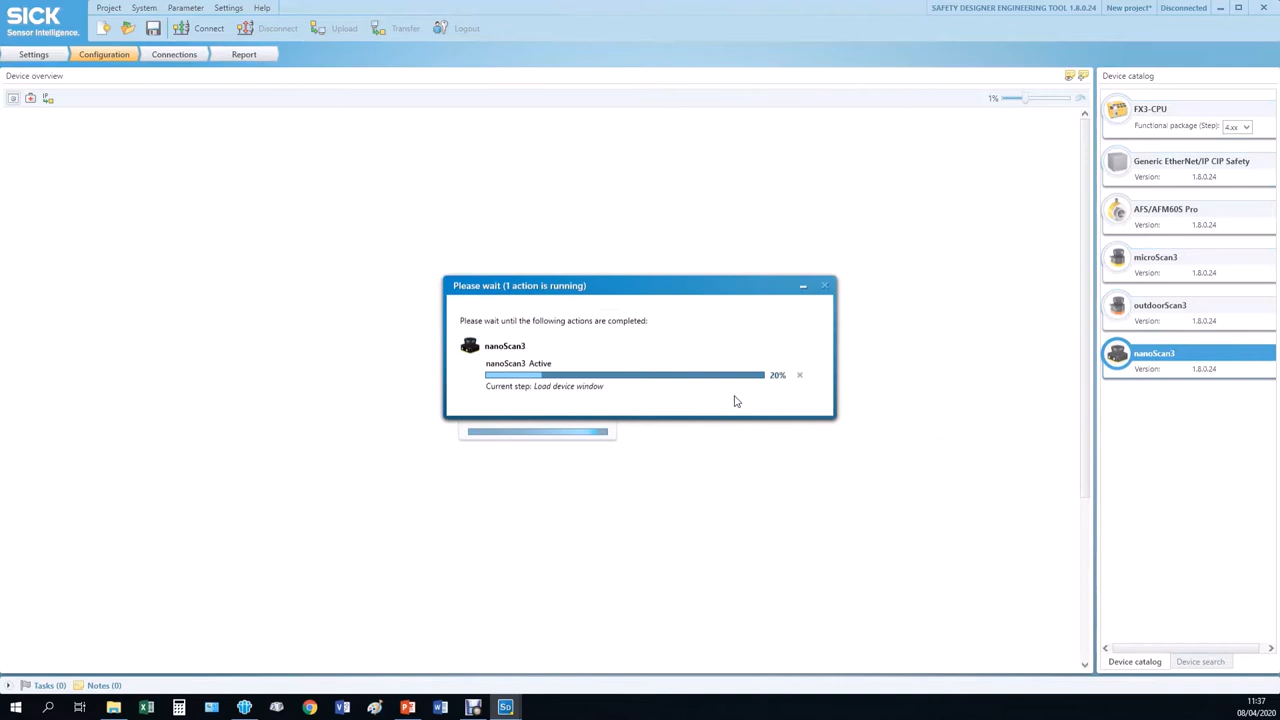 SICK
Sensor Intelligence.
Project System Parameter Settings Help
SAFETY DESIGNER ENGINEERING TOOL 1.8.0.24 New project* Disconnected
Connect Disconnect Upload Transfer Logout
Settings Configuration Connections Report
Device overview
1%
Device catalog
FX3-CPU
Functional package (Step): 4.xx
Generic EtherNet/IP CIP Safety
Version: 1.8.0.24
AFS/AFM60S Pro
Version: 1.8.0.24
microScan3
Version: 1.8.0.24
outdoorScan3
Version: 1.8.0.24
nanoScan3
Version: 1.8.0.24
Please wait (1 action is running)
Please wait until the following actions are completed:
nanoScan3
nanoScan3 Active
20%
Current step: Load device window
Device catalog Device search
Tasks (0) Notes (0)
11:37
08/04/2020